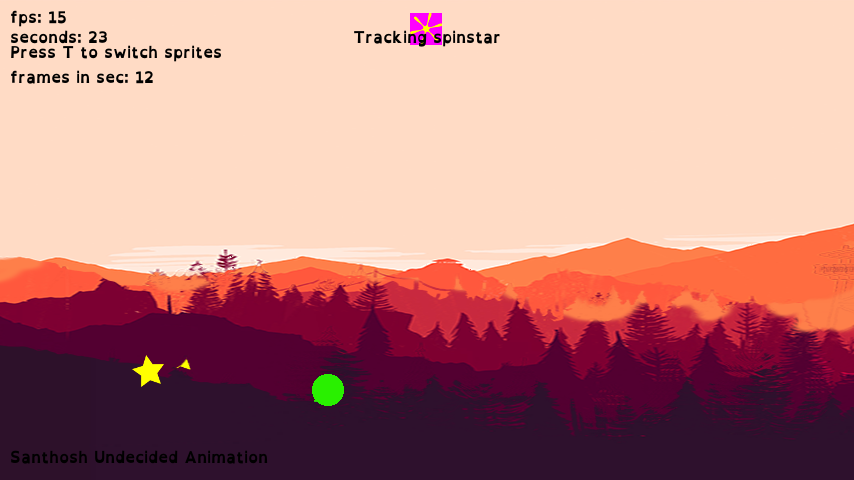 fps: 15
seconds: 23
Press T to switch sprites
frames in sec: 12
Tracking spinstar
Santhosh Undecided Animation